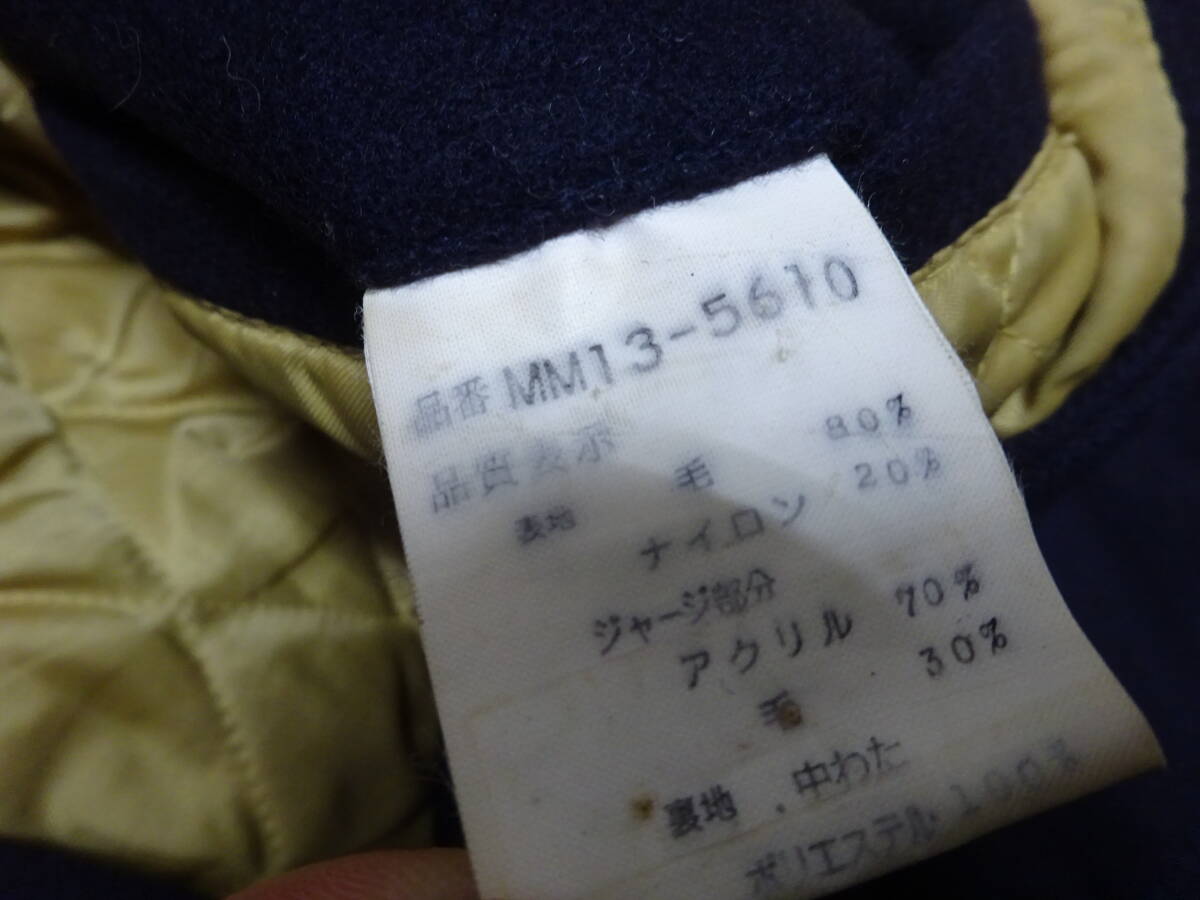 品番 MM13-5610
品質表示
表地 毛 80%
ナイロン 20%
ジャージ部分
アクリル 70%
毛 30%
裏地 . 中わた
ポリエステル 100%